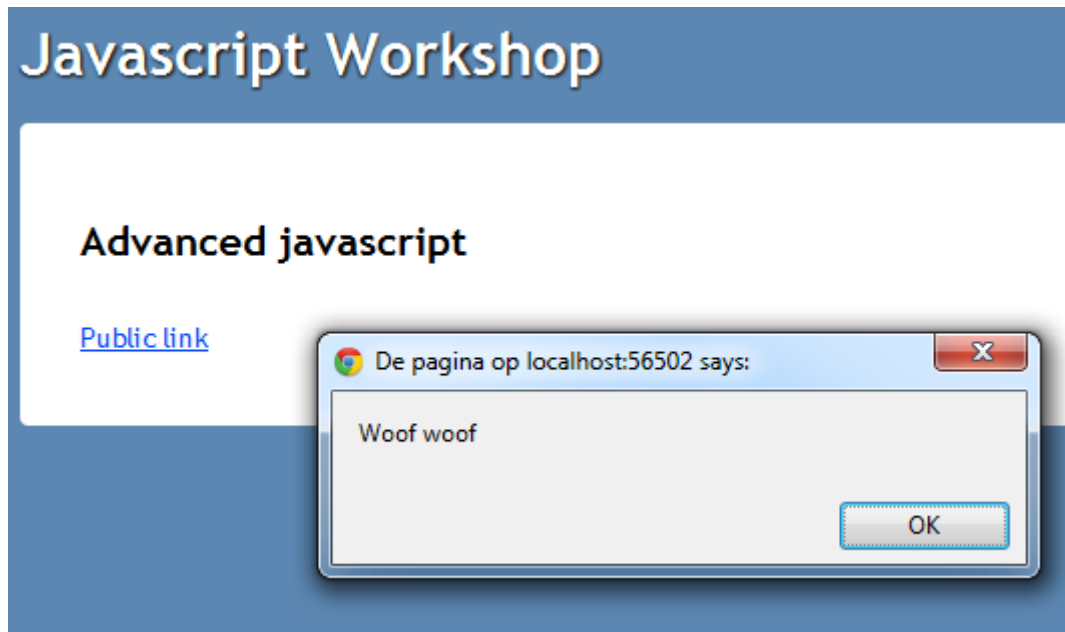 Javascript Workshop
Advanced javascript
Public link
De pagina op localhost:56502 says:
Woof woof
OK